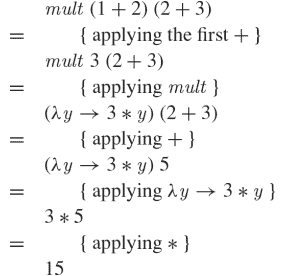 mult (1 + 2) (2 + 3)
= { applying the first + }
mult 3 (2 + 3)
= { applying mult }
(λy → 3 ∗ y) (2 + 3)
= { applying + }
(λy → 3 ∗ y) 5
= { applying λy → 3 ∗ y }
3 ∗ 5
= { applying ∗ }
15